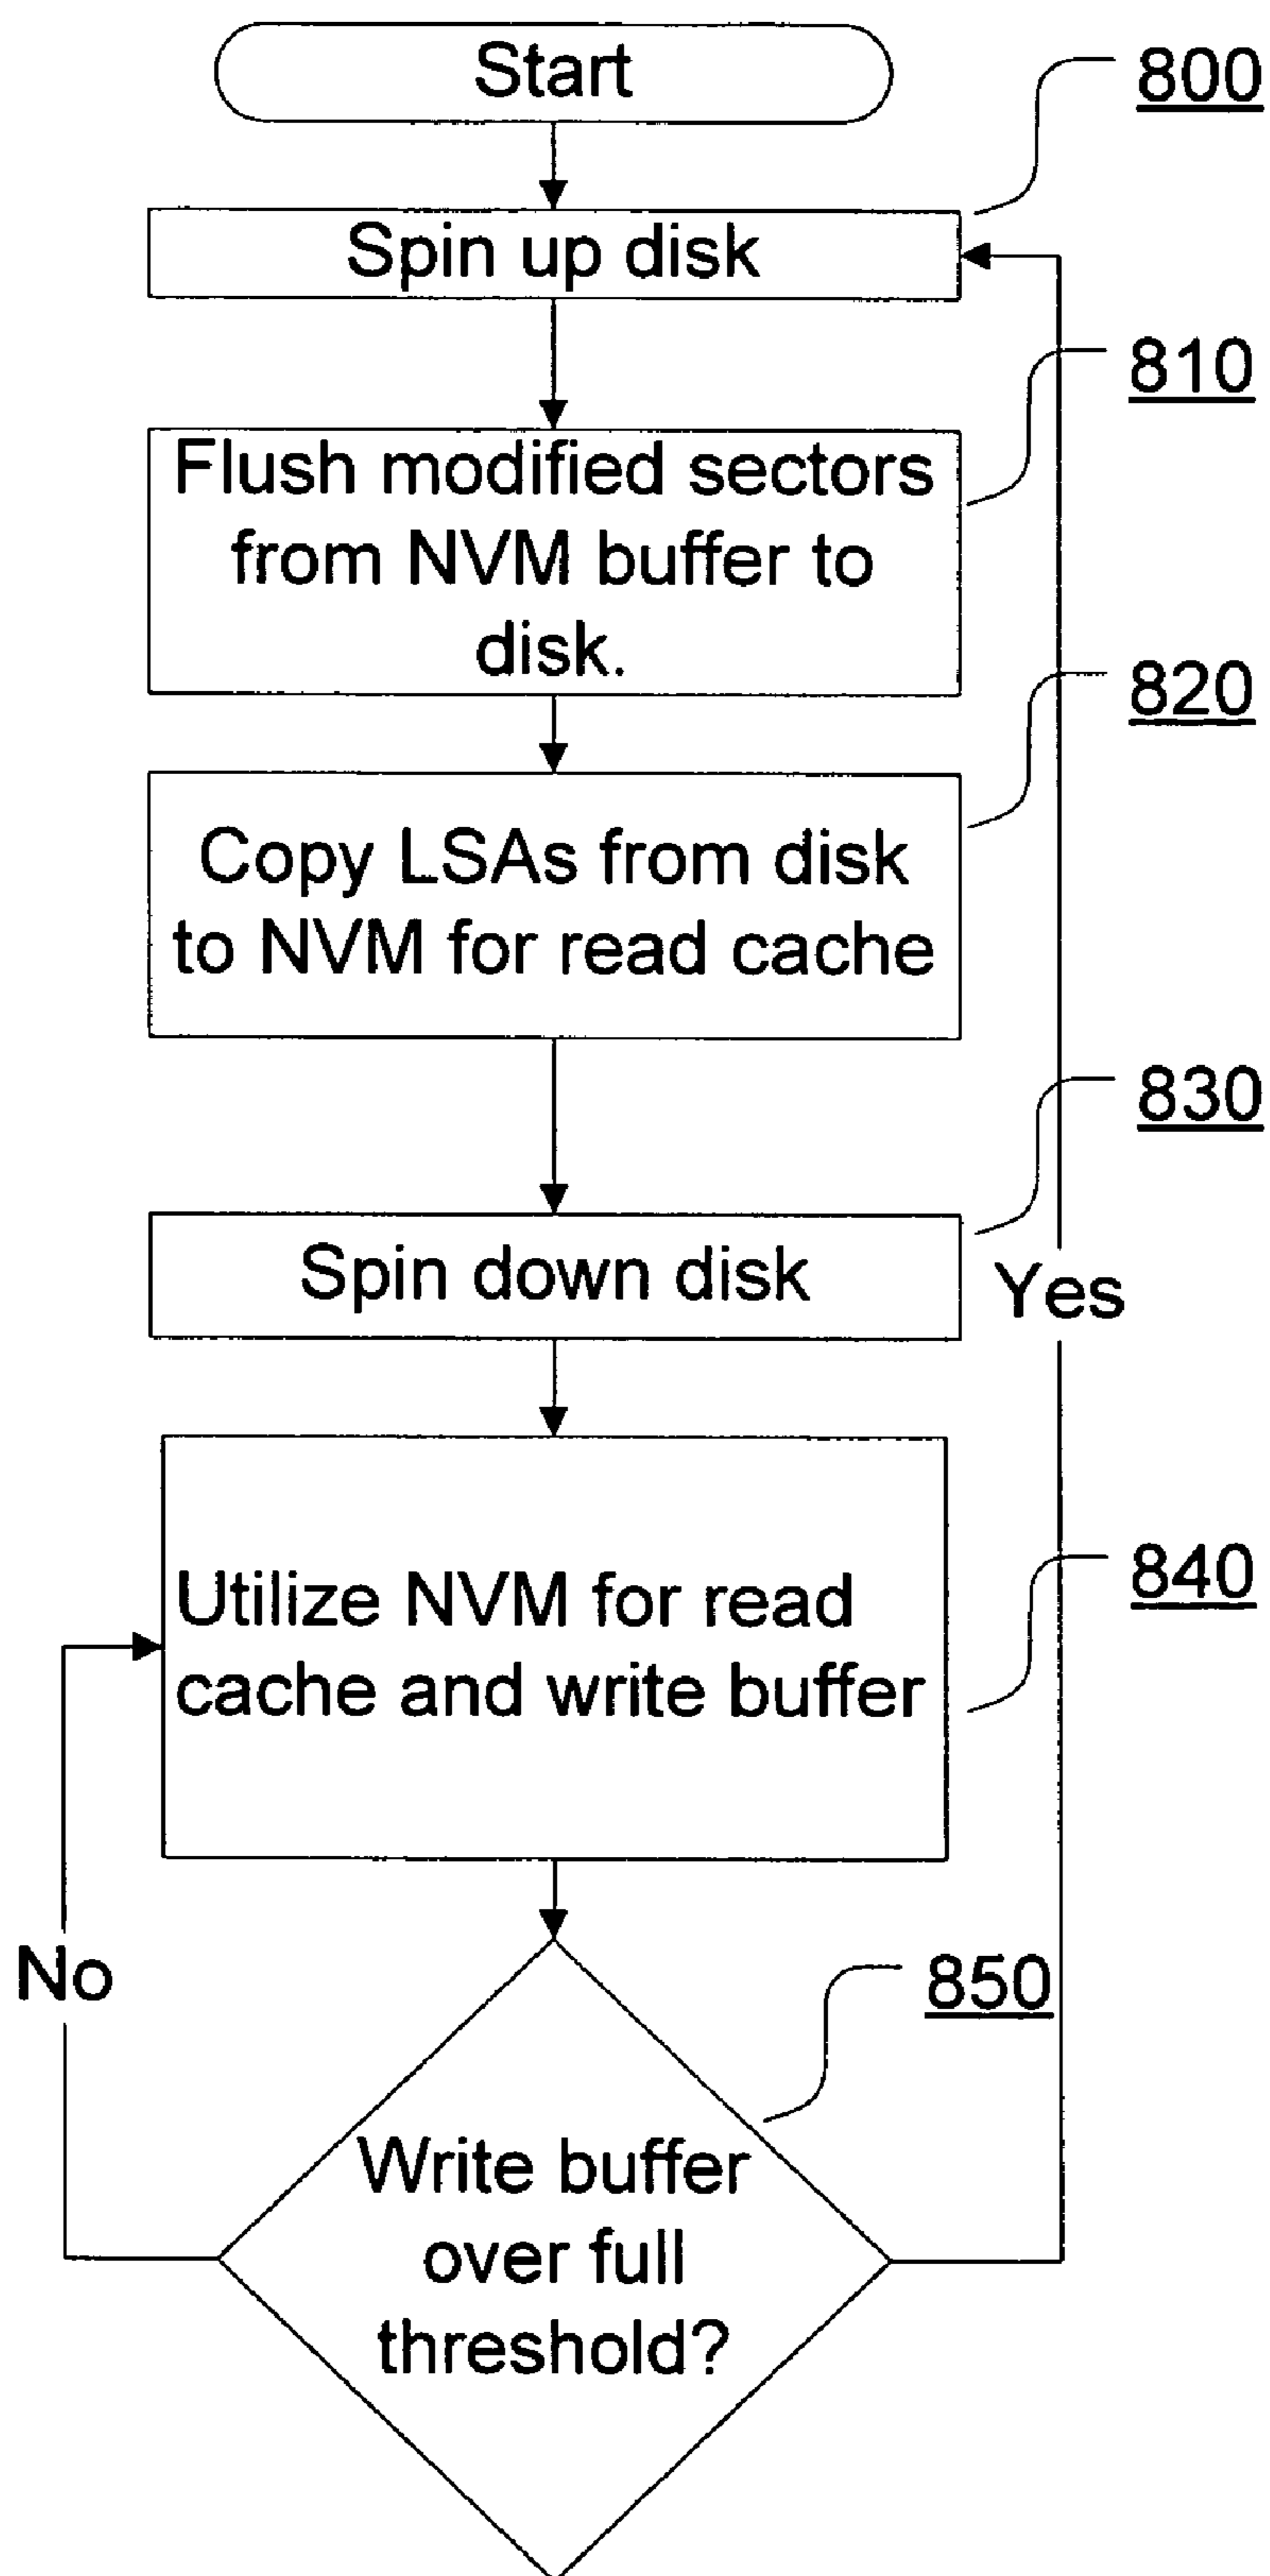 Start
800
Spin up disk
810
Flush modified sectors
from NVM buffer to
disk.
820
Copy LSAs from disk
to NVM for read cache
830
Spin down disk
Yes
840
Utilize NVM for read
cache and write buffer
No
850
Write buffer
over full
threshold?